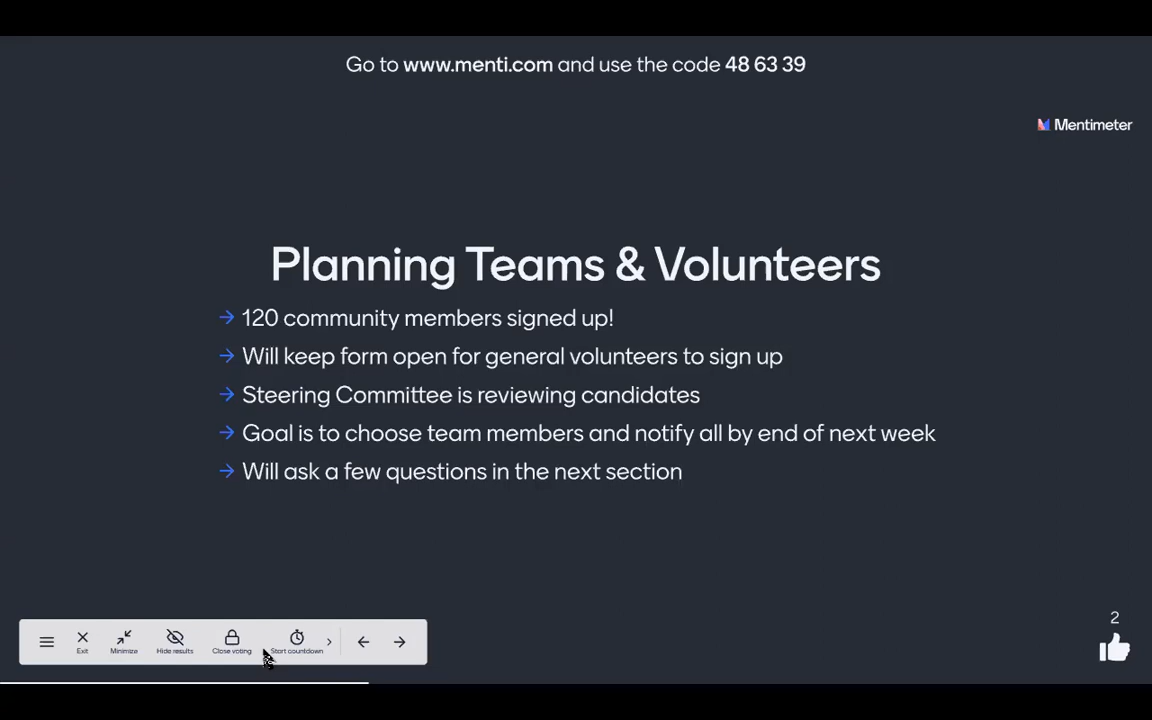 Go to www.menti.com and use the code 48 63 39
Mentimeter
Planning Teams & Volunteers
→ 120 community members signed up!
→ Will keep form open for general volunteers to sign up
→ Steering Committee is reviewing candidates
→ Goal is to choose team members and notify all by end of next week
→ Will ask a few questions in the next section
2
Exit Minimize Hide results Close voting Start countdown